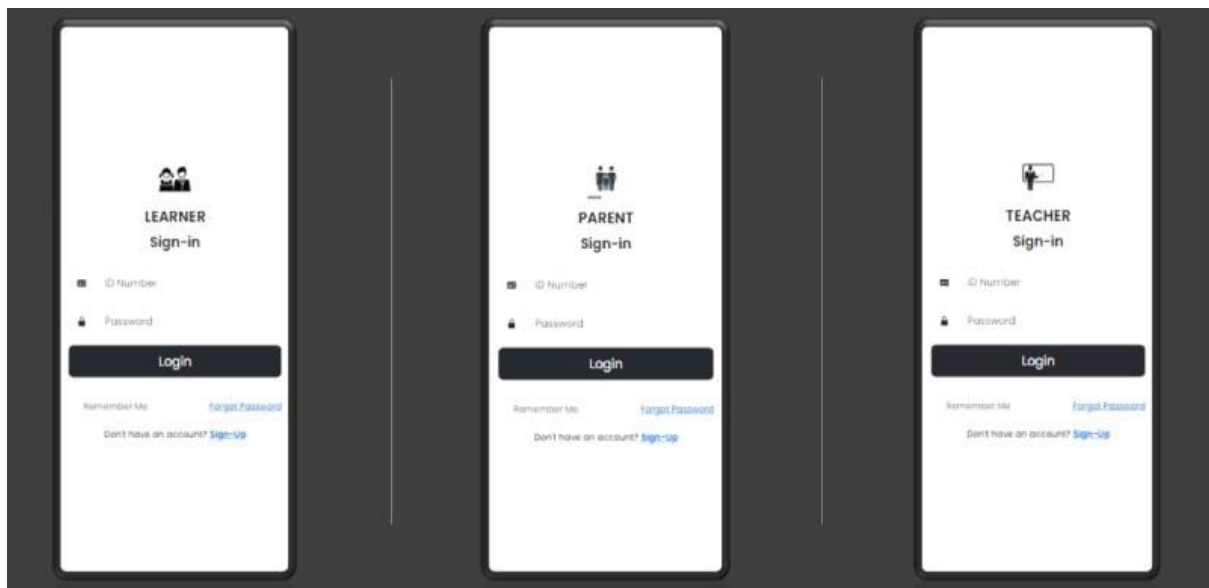 LEARNER
Sign-in
ID Number
Password
Login
Remember Me Forgot Password
Don't have an account? Sign-Up
PARENT
Sign-in
ID Number
Password
Login
Remember Me Forgot Password
Don't have an account? Sign-Up
TEACHER
Sign-in
ID Number
Password
Login
Remember Me Forgot Password
Don't have an account? Sign-Up